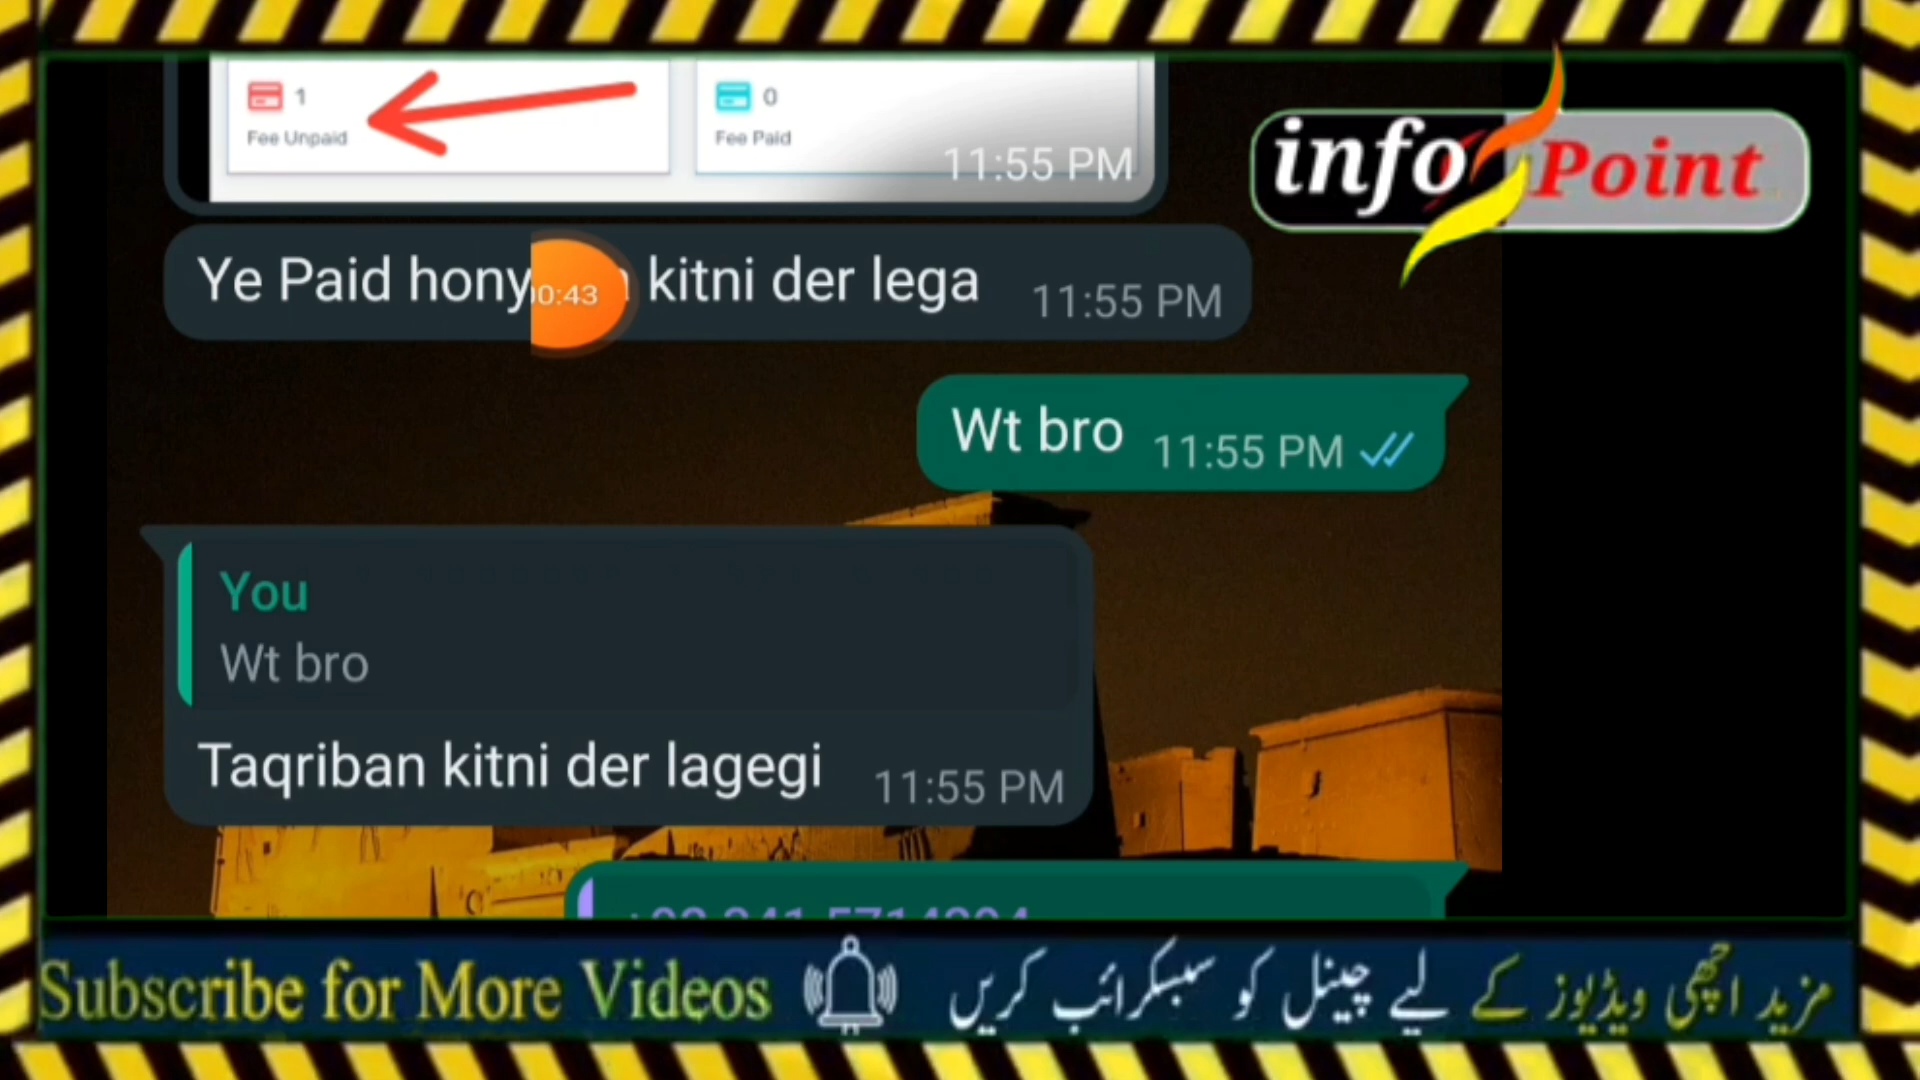 1
Fee Unpaid
0
Fee Paid
11:55 PM
info Point
Ye Paid hony kitni der lega 11:55 PM
0:43
Wt bro 11:55 PM
You
Wt bro
Taqriban kitni der lagegi 11:55 PM
Subscribe for More Videos
مزید اچھی ویڈیوز کے لیے چینل کو سبسکرائب کریں